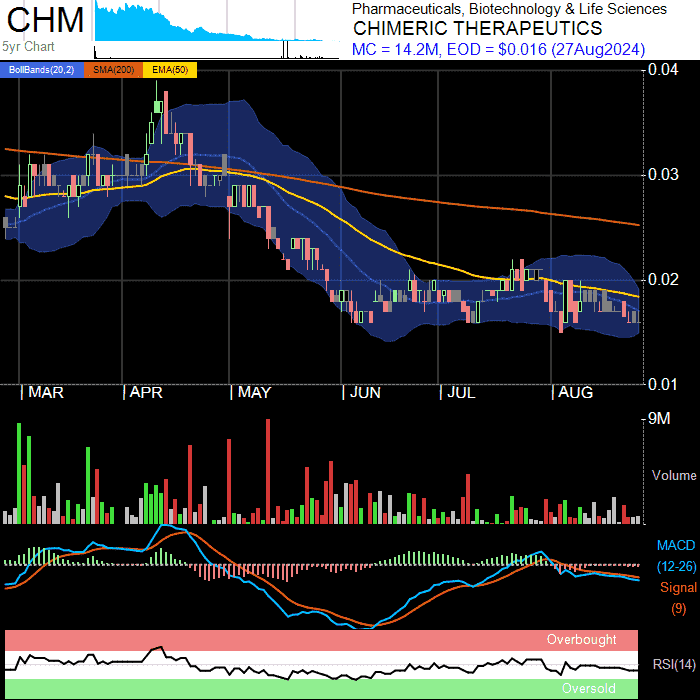 CHM
5yr Chart
Pharmaceuticals, Biotechnology & Life Sciences
CHIMERIC THERAPEUTICS
MC = 14.2M, EOD = $0.016 (27Aug2024)
BollBands(20,2) SMA(200) EMA(50)
0.04
0.03
0.02
0.01
MAR APR MAY JUN JUL AUG
9M
Volume
MACD
(12-26)
Signal
(9)
Overbought
RSI(14)
Oversold